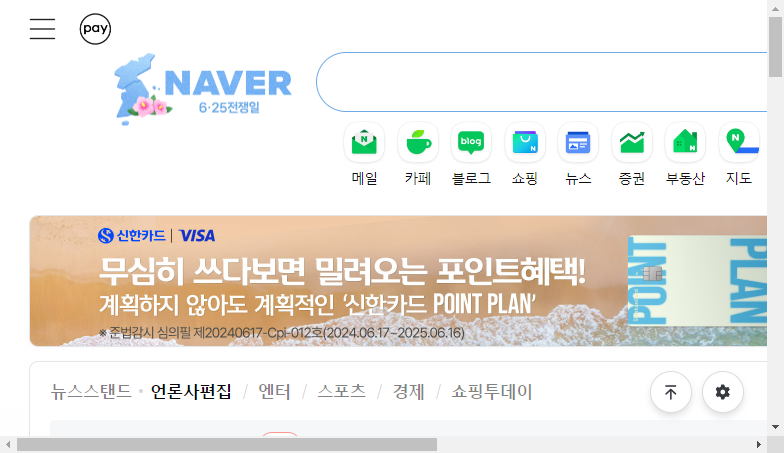 pay
NAVER
6·25전쟁일
blog
N
메일
카페
블로그
쇼핑
뉴스
증권
부동산
지도
신한카드 | VISA
무심히 쓰다보면 밀려오는 포인트혜택!
계획하지 않아도 계획적인 '신한카드 POINT PLAN'
※ 준법감시 심의필 제20240617-Cpi-012호(2024.06.17~2025.06.16)
POINT
PLAN
뉴스스탠드 • 언론사편집 / 엔터 / 스포츠 / 경제 / 쇼핑투데이